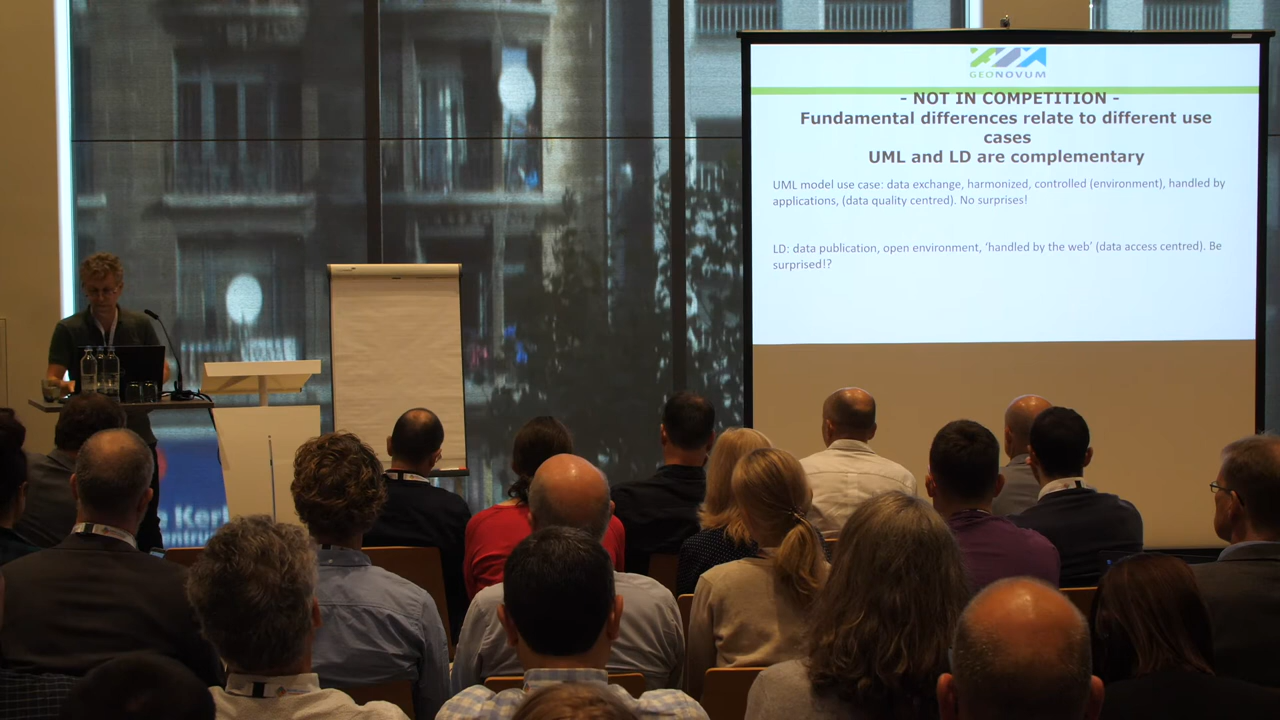 GEONOVUM
- NOT IN COMPETITION -
Fundamental differences relate to different use
cases
UML and LD are complementary
UML model use case: data exchange, harmonized, controlled (environment), handled by
applications, (data quality centred). No surprises!
LD: data publication, open environment, ‘handled by the web’ (data access centred). Be
surprised!?